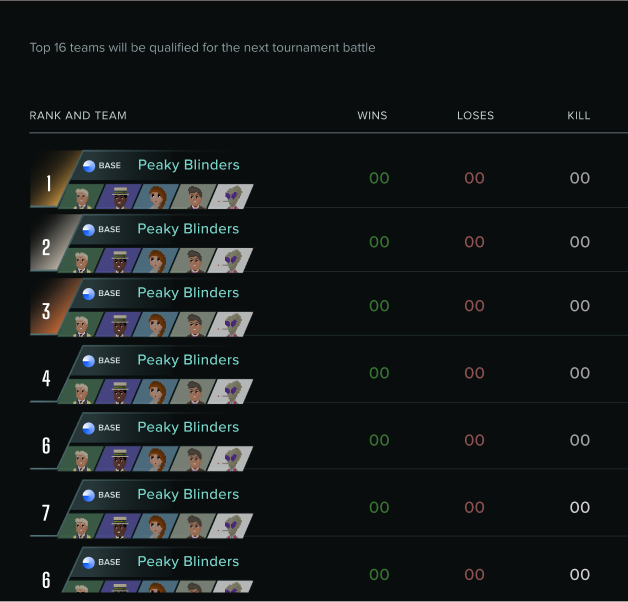 Top 16 teams will be qualified for the next tournament battle
RANK AND TEAM WINS LOSES KILL
1 BASE Peaky Blinders 00 00 00
2 BASE Peaky Blinders 00 00 00
3 BASE Peaky Blinders 00 00 00
4 BASE Peaky Blinders 00 00 00
6 BASE Peaky Blinders 00 00 00
7 BASE Peaky Blinders 00 00 00
6 BASE Peaky Blinders 00 00 00